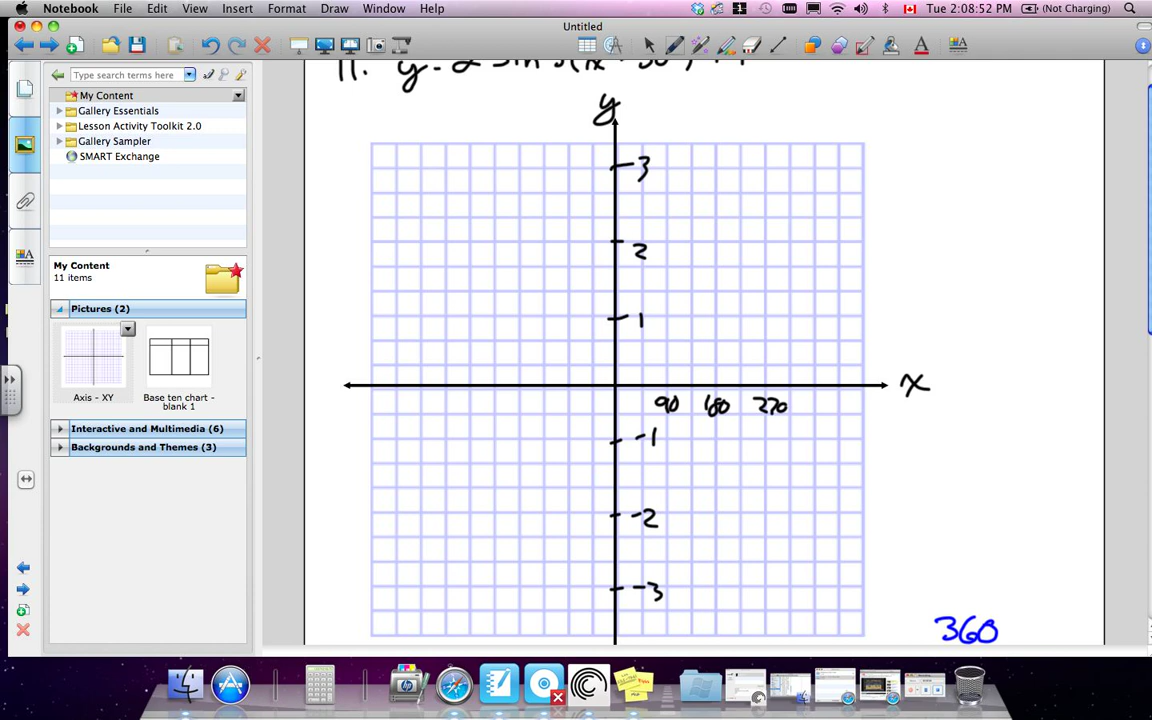 Notebook File Edit View Insert Format Draw Window Help Tue 2:08:52 PM (Not Charging)
Untitled
Type search terms here
My Content
Gallery Essentials
Lesson Activity Toolkit 2.0
Gallery Sampler
SMART Exchange
My Content
11 items
Pictures (2)
Axis - XY
Base ten chart - blank 1
Interactive and Multimedia (6)
Backgrounds and Themes (3)
11. y = 2 sin
y
3
2
1
x
90 180 270
-1
-2
-3
360